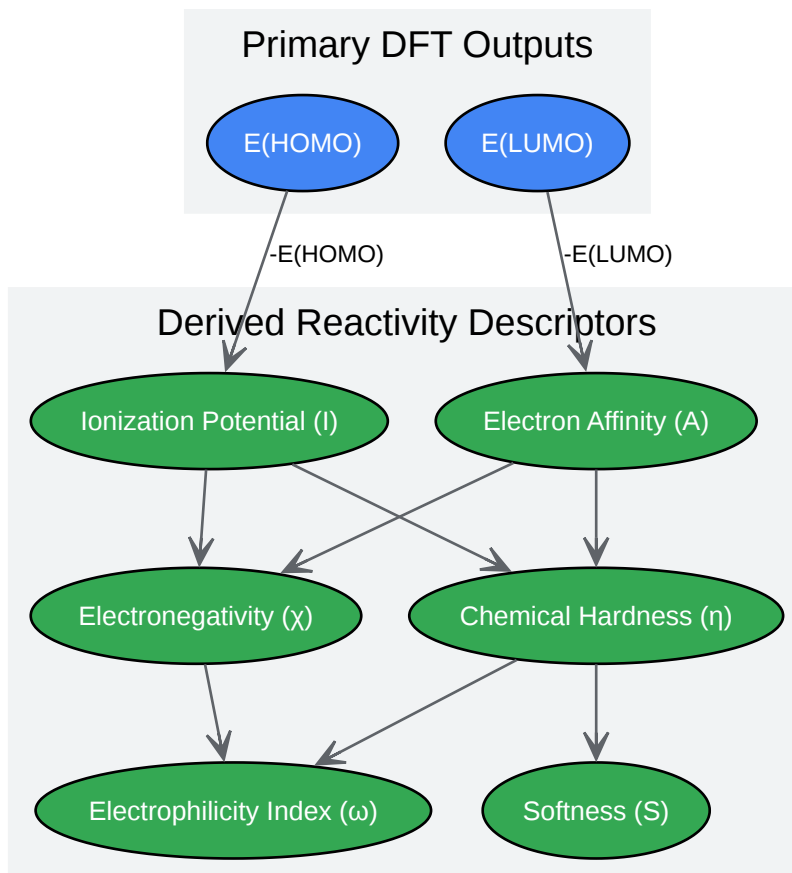 Primary DFT Outputs
E(HOMO)
E(LUMO)
-E(HOMO)
-E(LUMO)
Derived Reactivity Descriptors
Ionization Potential (I)
Electron Affinity (A)
Electronegativity (χ)
Chemical Hardness (η)
Electrophilicity Index (ω)
Softness (S)